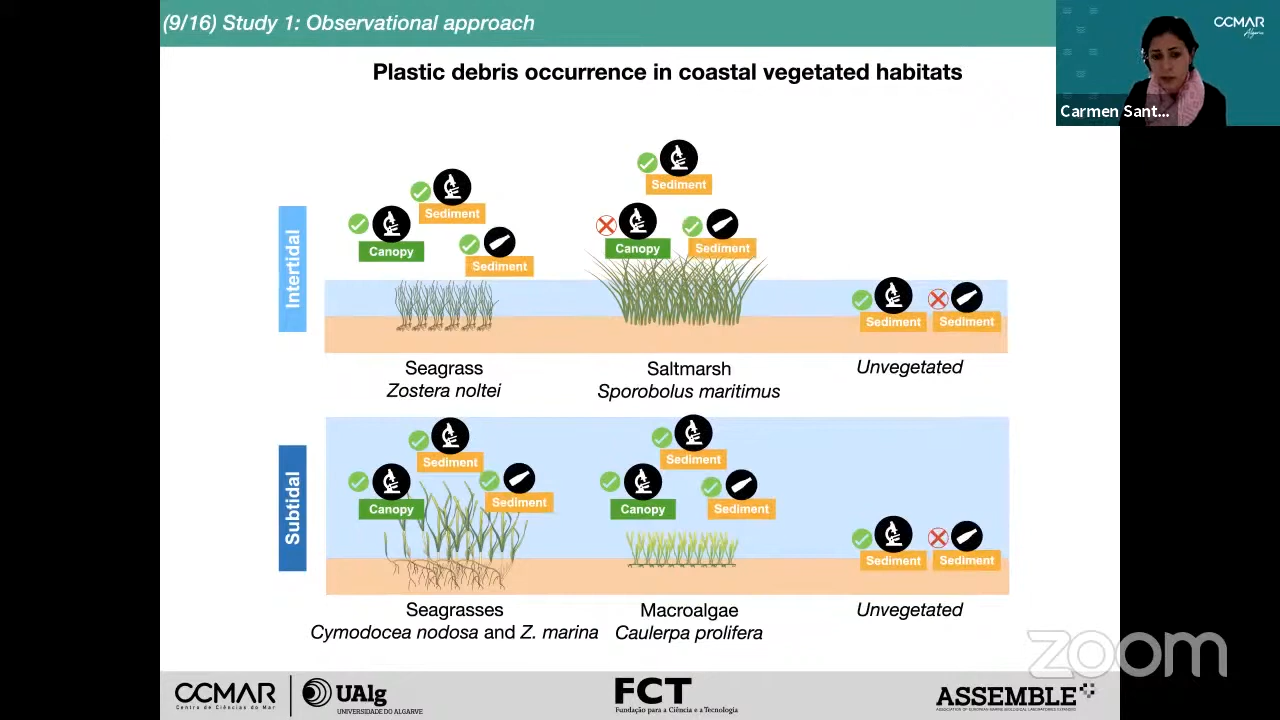 (9/16) Study 1: Observational approach
CCMAR
Algarve
Carmen Sant...
Plastic debris occurrence in coastal vegetated habitats
Intertidal
Sediment
Canopy
Sediment
Sediment
Canopy
Sediment
Sediment
Sediment
Seagrass
Zostera noltei
Saltmarsh
Sporobolus maritimus
Unvegetated
Subtidal
Sediment
Canopy
Sediment
Sediment
Canopy
Sediment
Sediment
Sediment
Seagrasses
Cymodocea nodosa and Z. marina
Macroalgae
Caulerpa prolifera
Unvegetated
zoom
CCMAR
Centro de Ciências do Mar
UAlg
UNIVERSIDADE DO ALGARVE
FCT
Fundação para a Ciência e a Tecnologia
ASSEMBLE
ASSOCIATION OF EUROPEAN MARINE BIOLOGICAL LABORATORIES EXPANDED